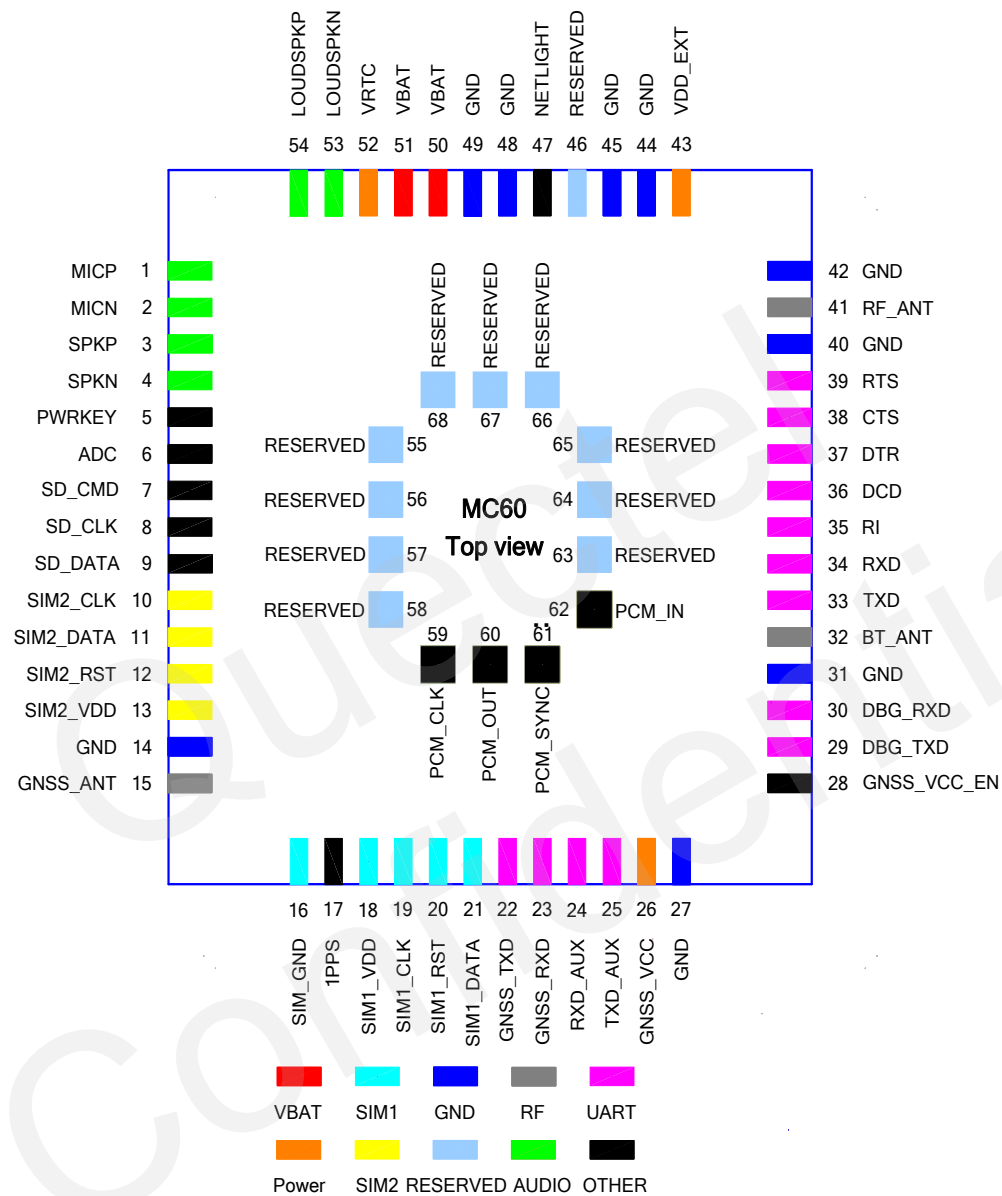 LOUDSPKP
LOUDSPKN
VRTC
VBAT
VBAT
GND
GND
NETLIGHT
RESERVED
GND
GND
VDD_EXT
54 53 52 51 50 49 48 47 46 45 44 43
MICP 1
MICN 2
SPKP 3
SPKN 4
PWRKEY 5
ADC 6
SD_CMD 7
SD_CLK 8
SD_DATA 9
SIM2_CLK 10
SIM2_DATA 11
SIM2_RST 12
SIM2_VDD 13
GND 14
GNSS_ANT 15
RESERVED
RESERVED
RESERVED
68 67 66
RESERVED 55
RESERVED 56
RESERVED 57
RESERVED 58
MC60
Top view
65 RESERVED
64 RESERVED
63 RESERVED
62 PCM_IN
59 60 61
PCM_CLK
PCM_OUT
PCM_SYNC
42 GND
41 RF_ANT
40 GND
39 RTS
38 CTS
37 DTR
36 DCD
35 RI
34 RXD
33 TXD
32 BT_ANT
31 GND
30 DBG_RXD
29 DBG_TXD
28 GNSS_VCC_EN
16 17 18 19 20 21 22 23 24 25 26 27
SIM_GND
1PPS
SIM1_VDD
SIM1_CLK
SIM1_RST
SIM1_DATA
GNSS_TXD
GNSS_RXD
RXD_AUX
TXD_AUX
GNSS_VCC
GND
VBAT SIM1 GND RF UART
Power SIM2 RESERVED AUDIO OTHER
Quectel